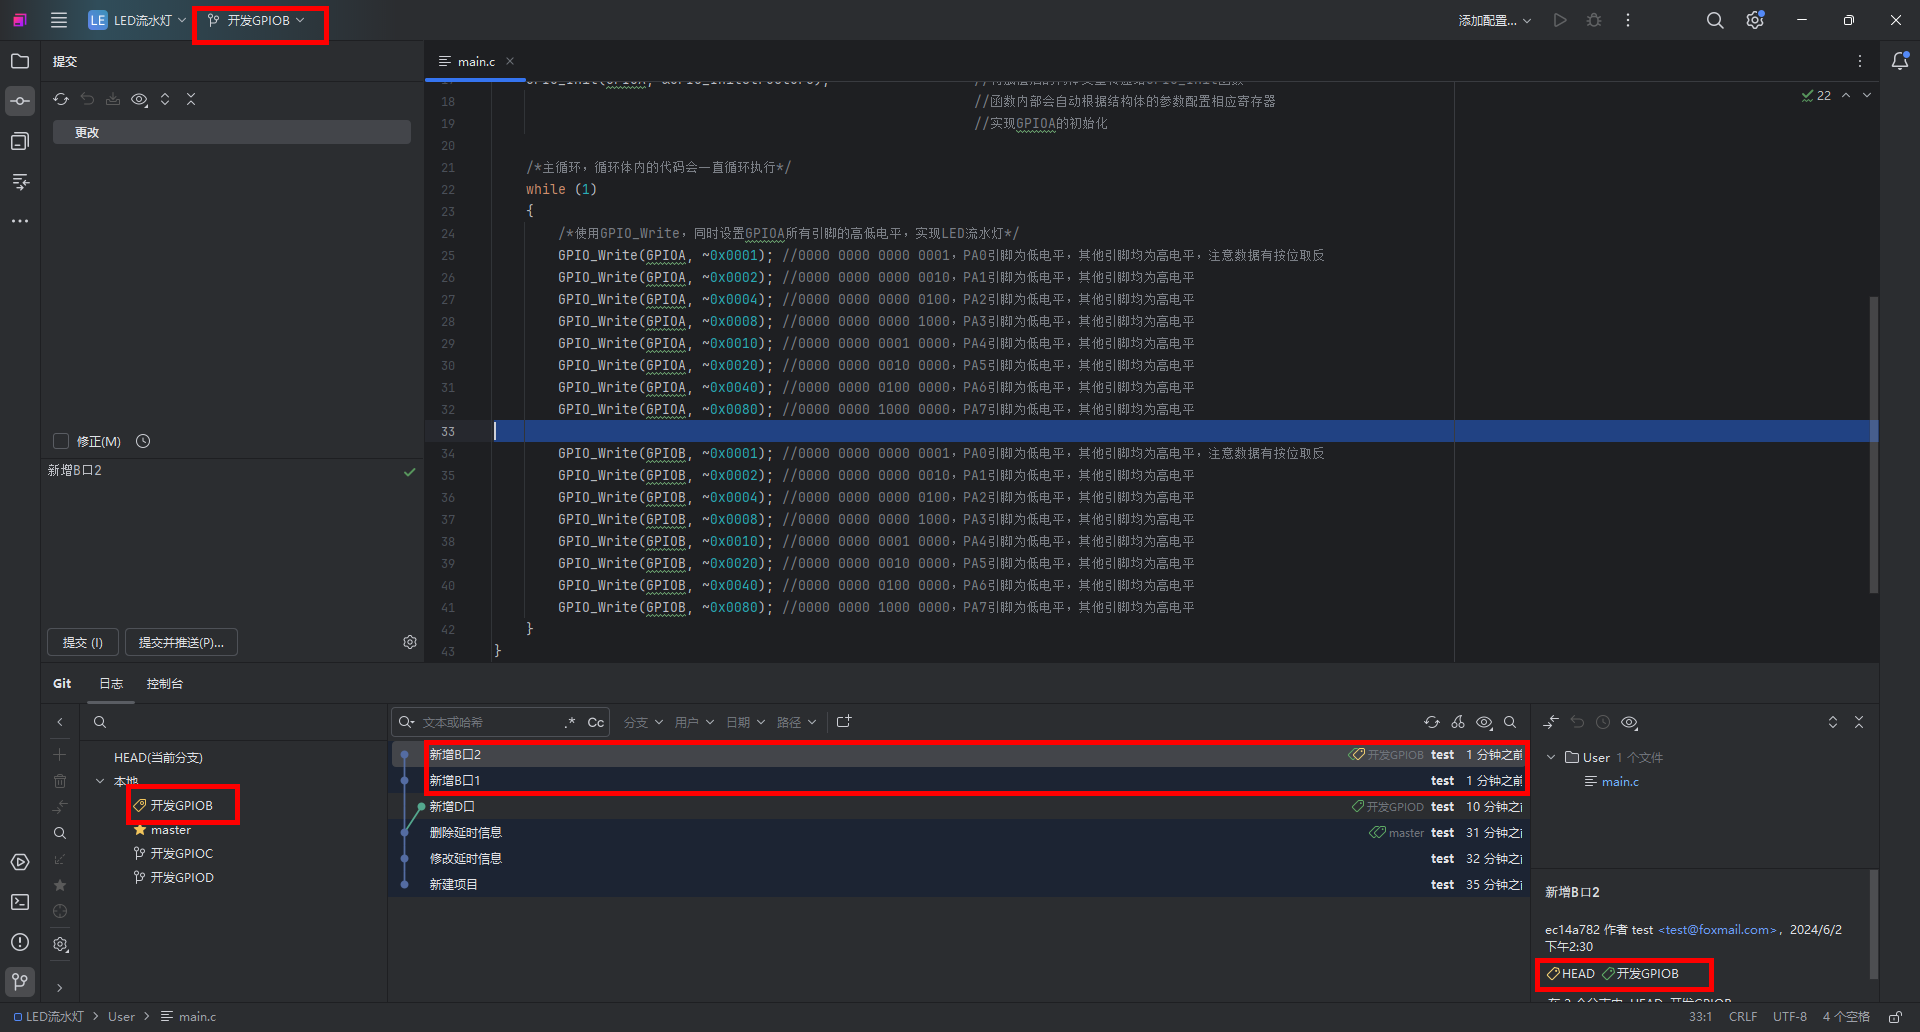 LE LED流水灯 开发GPIOB 添加配置...
提交 main.c
更改
18 //函数内部会自动根据结构体的参数配置相应寄存器 22
19 //实现GPIOA的初始化
20
21 /*主循环，循环体内的代码会一直循环执行*/
22 while (1)
23 {
24 /*使用GPIO_Write，同时设置GPIOA所有引脚的高低电平，实现LED流水灯*/
25 GPIO_Write(GPIOA, ~0x0001); //0000 0000 0000 0001，PA0引脚为低电平，其他引脚均为高电平，注意数据有按位取反
26 GPIO_Write(GPIOA, ~0x0002); //0000 0000 0000 0010，PA1引脚为低电平，其他引脚均为高电平
27 GPIO_Write(GPIOA, ~0x0004); //0000 0000 0000 0100，PA2引脚为低电平，其他引脚均为高电平
28 GPIO_Write(GPIOA, ~0x0008); //0000 0000 0000 1000，PA3引脚为低电平，其他引脚均为高电平
29 GPIO_Write(GPIOA, ~0x0010); //0000 0000 0001 0000，PA4引脚为低电平，其他引脚均为高电平
30 GPIO_Write(GPIOA, ~0x0020); //0000 0000 0010 0000，PA5引脚为低电平，其他引脚均为高电平
31 GPIO_Write(GPIOA, ~0x0040); //0000 0000 0100 0000，PA6引脚为低电平，其他引脚均为高电平
32 GPIO_Write(GPIOA, ~0x0080); //0000 0000 1000 0000，PA7引脚为低电平，其他引脚均为高电平
33
34 GPIO_Write(GPIOB, ~0x0001); //0000 0000 0000 0001，PA0引脚为低电平，其他引脚均为高电平，注意数据有按位取反
35 GPIO_Write(GPIOB, ~0x0002); //0000 0000 0000 0010，PA1引脚为低电平，其他引脚均为高电平
36 GPIO_Write(GPIOB, ~0x0004); //0000 0000 0000 0100，PA2引脚为低电平，其他引脚均为高电平
37 GPIO_Write(GPIOB, ~0x0008); //0000 0000 0000 1000，PA3引脚为低电平，其他引脚均为高电平
38 GPIO_Write(GPIOB, ~0x0010); //0000 0000 0001 0000，PA4引脚为低电平，其他引脚均为高电平
39 GPIO_Write(GPIOB, ~0x0020); //0000 0000 0010 0000，PA5引脚为低电平，其他引脚均为高电平
40 GPIO_Write(GPIOB, ~0x0040); //0000 0000 0100 0000，PA6引脚为低电平，其他引脚均为高电平
41 GPIO_Write(GPIOB, ~0x0080); //0000 0000 1000 0000，PA7引脚为低电平，其他引脚均为高电平
42 }
43 }
修正(M)
新增B口2
提交 (I) 提交并推送(P)...
Git 日志 控制台
HEAD(当前分支)
本地
开发GPIOB
master
开发GPIOC
开发GPIOD
文本或哈希 .* Cc 分支 用户 日期 路径
新增B口2 开发GPIOB test 1 分钟之前
新增B口1 test 1 分钟之前
新增D口 开发GPIOD test 10 分钟之
删除延时信息 master test 31 分钟之
修改延时信息 test 32 分钟之
新建项目 test 35 分钟之
User 1 个文件
main.c
新增B口2
ec14a782 作者 test <test@foxmail.com>，2024/6/2
下午2:30
HEAD 开发GPIOB
LED流水灯 > User > main.c 33:1 CRLF UTF-8 4 个空格